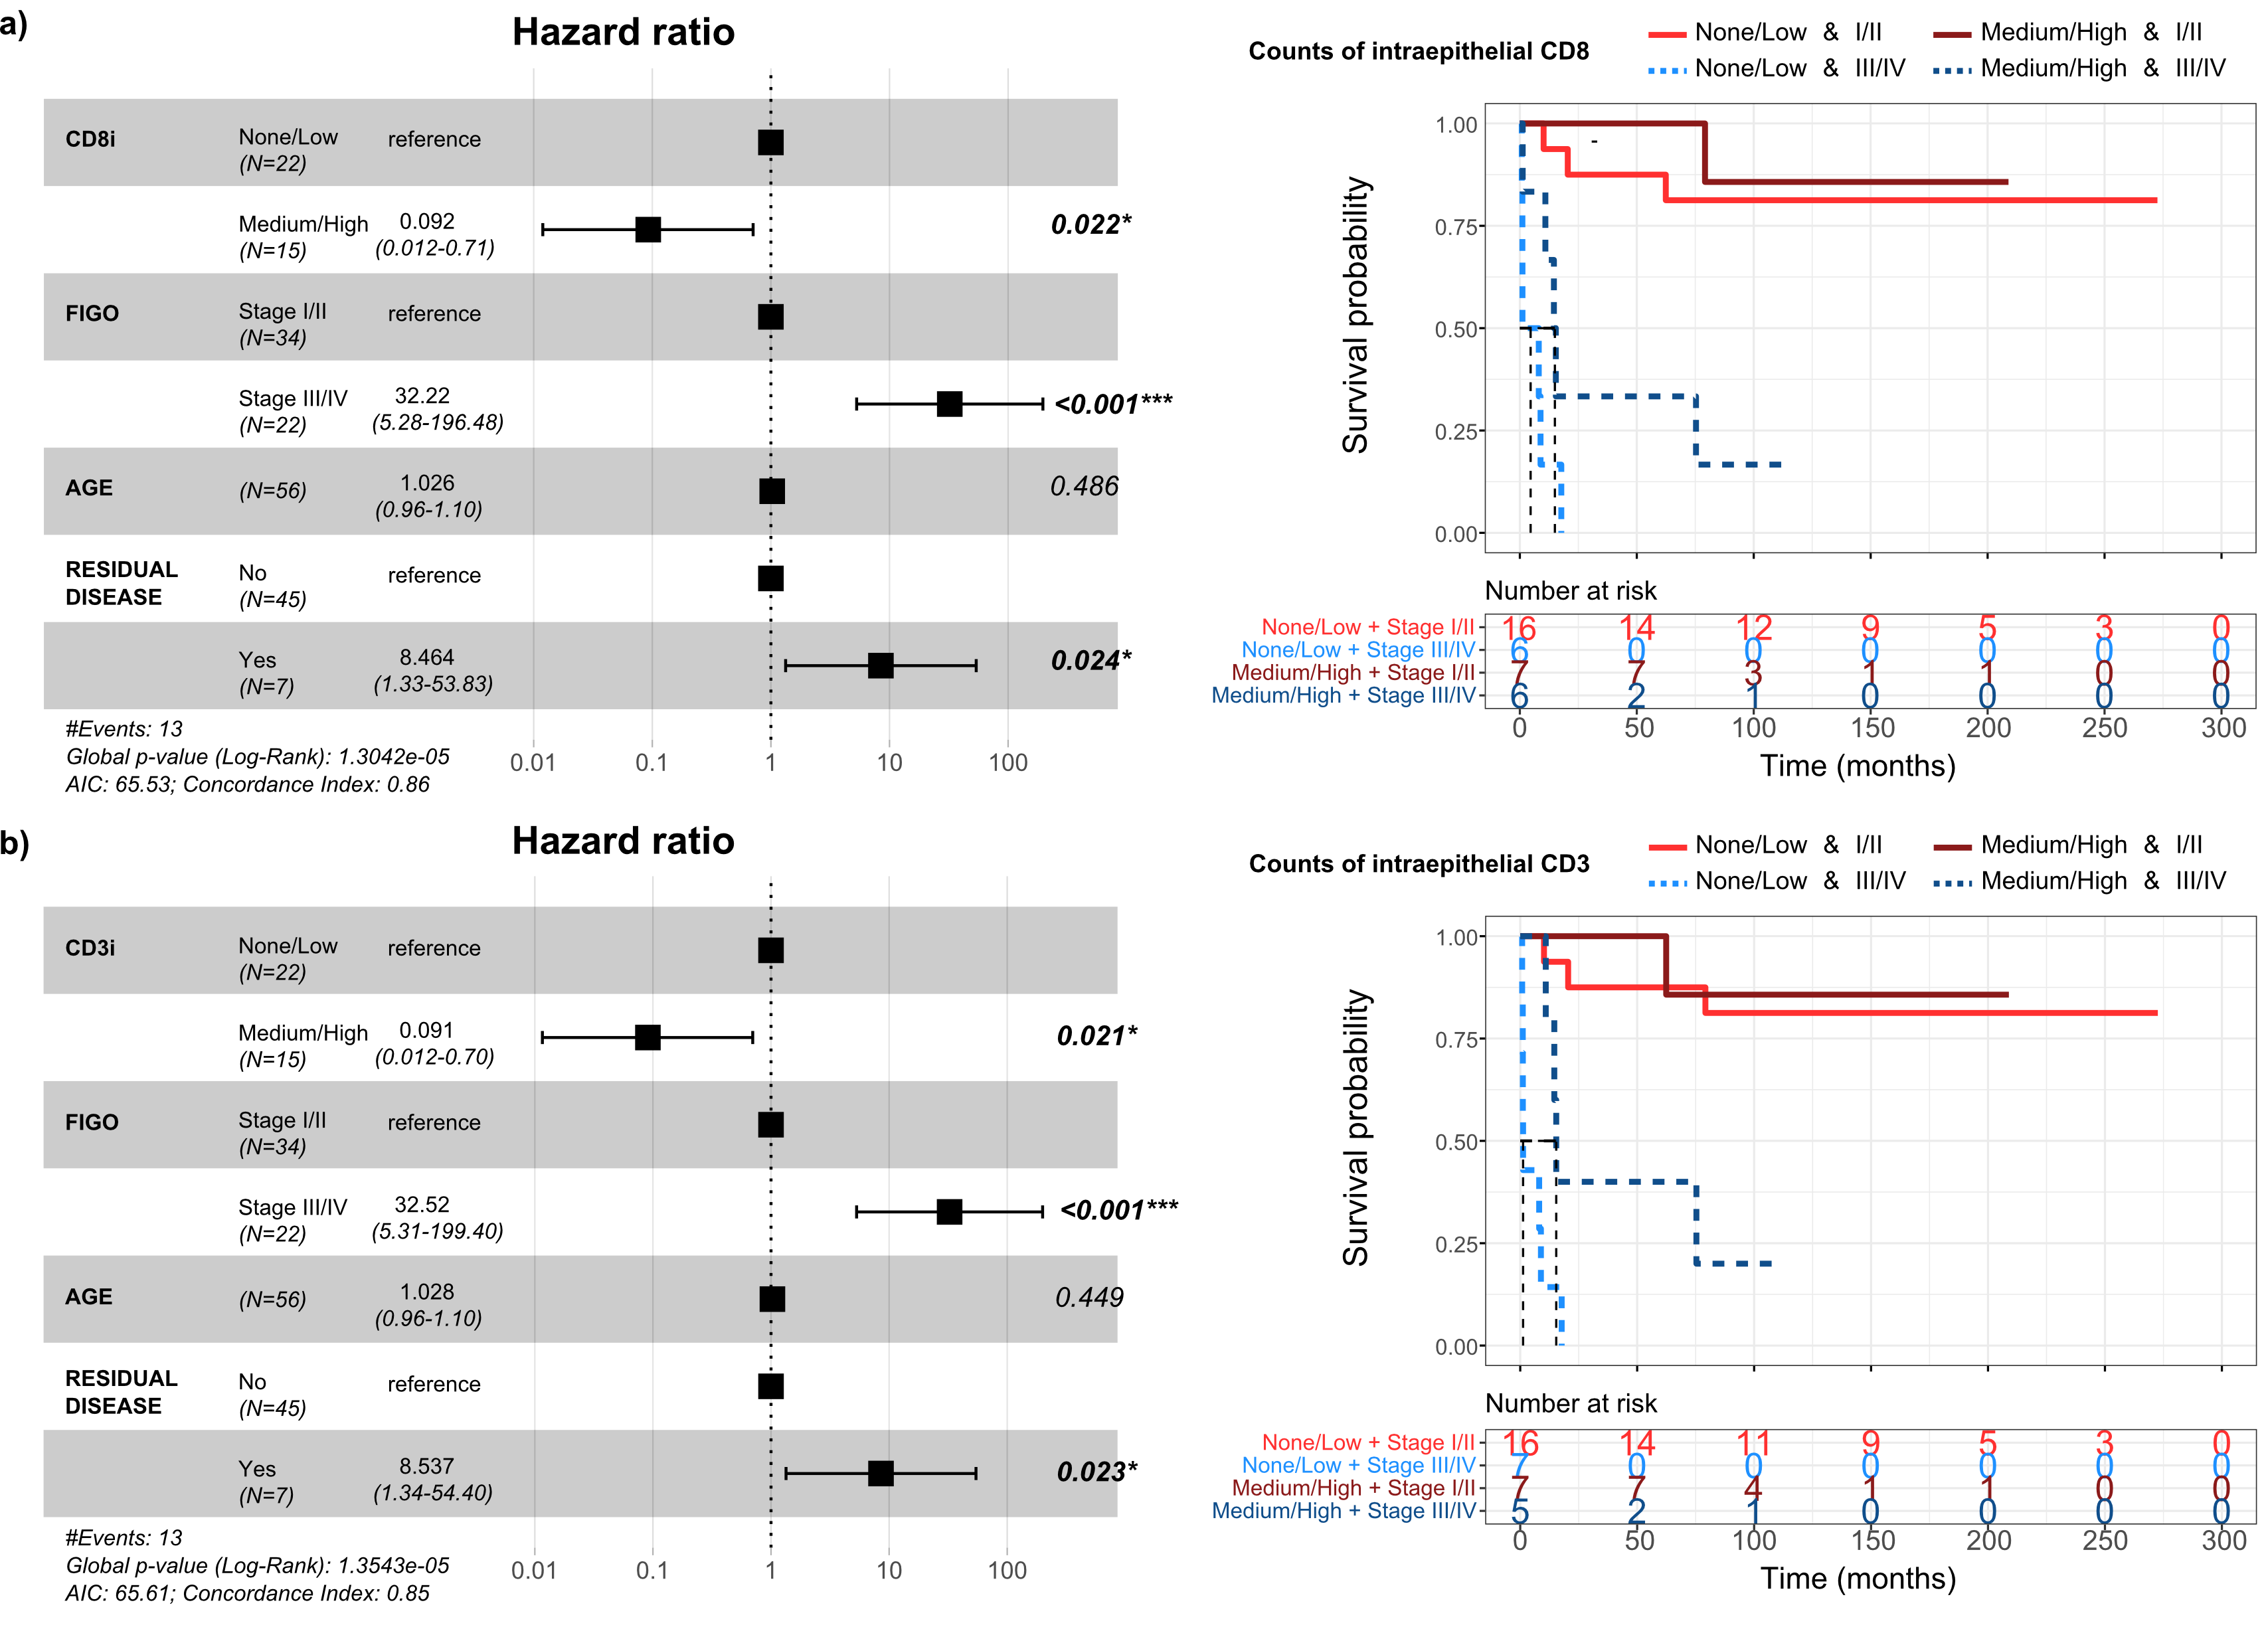 a)
Hazard ratio
CD8i None/Low reference
(N=22)
Medium/High 0.092 0.022*
(N=15) (0.012-0.71)
FIGO Stage I/II reference
(N=34)
Stage III/IV 32.22 <0.001***
(N=22) (5.28-196.48)
AGE (N=56) 1.026 0.486
(0.96-1.10)
RESIDUAL No reference
DISEASE (N=45)
Yes 8.464 0.024*
(N=7) (1.33-53.83)
#Events: 13
Global p-value (Log-Rank): 1.3042e-05
AIC: 65.53; Concordance Index: 0.86
0.01 0.1 1 10 100
Counts of intraepithelial CD8
None/Low & I/II Medium/High & I/II
None/Low & III/IV Medium/High & III/IV
Survival probability
1.00
0.75
0.50
0.25
0.00
Number at risk
None/Low + Stage I/II 16 14 12 9 5 3 0
None/Low + Stage III/IV 6 0 0 0 0 0 0
Medium/High + Stage I/II 7 7 3 1 1 0 0
Medium/High + Stage III/IV 6 2 1 0 0 0 0
0 50 100 150 200 250 300
Time (months)
b)
Hazard ratio
CD3i None/Low reference
(N=22)
Medium/High 0.091 0.021*
(N=15) (0.012-0.70)
FIGO Stage I/II reference
(N=34)
Stage III/IV 32.52 <0.001***
(N=22) (5.31-199.40)
AGE (N=56) 1.028 0.449
(0.96-1.10)
RESIDUAL No reference
DISEASE (N=45)
Yes 8.537 0.023*
(N=7) (1.34-54.40)
#Events: 13
Global p-value (Log-Rank): 1.3543e-05
AIC: 65.61; Concordance Index: 0.85
0.01 0.1 1 10 100
Counts of intraepithelial CD3
None/Low & I/II Medium/High & I/II
None/Low & III/IV Medium/High & III/IV
Survival probability
1.00
0.75
0.50
0.25
0.00
Number at risk
None/Low + Stage I/II 16 14 11 9 5 3 0
None/Low + Stage III/IV 7 0 0 0 0 0 0
Medium/High + Stage I/II 7 7 4 1 1 0 0
Medium/High + Stage III/IV 5 2 1 0 0 0 0
0 50 100 150 200 250 300
Time (months)